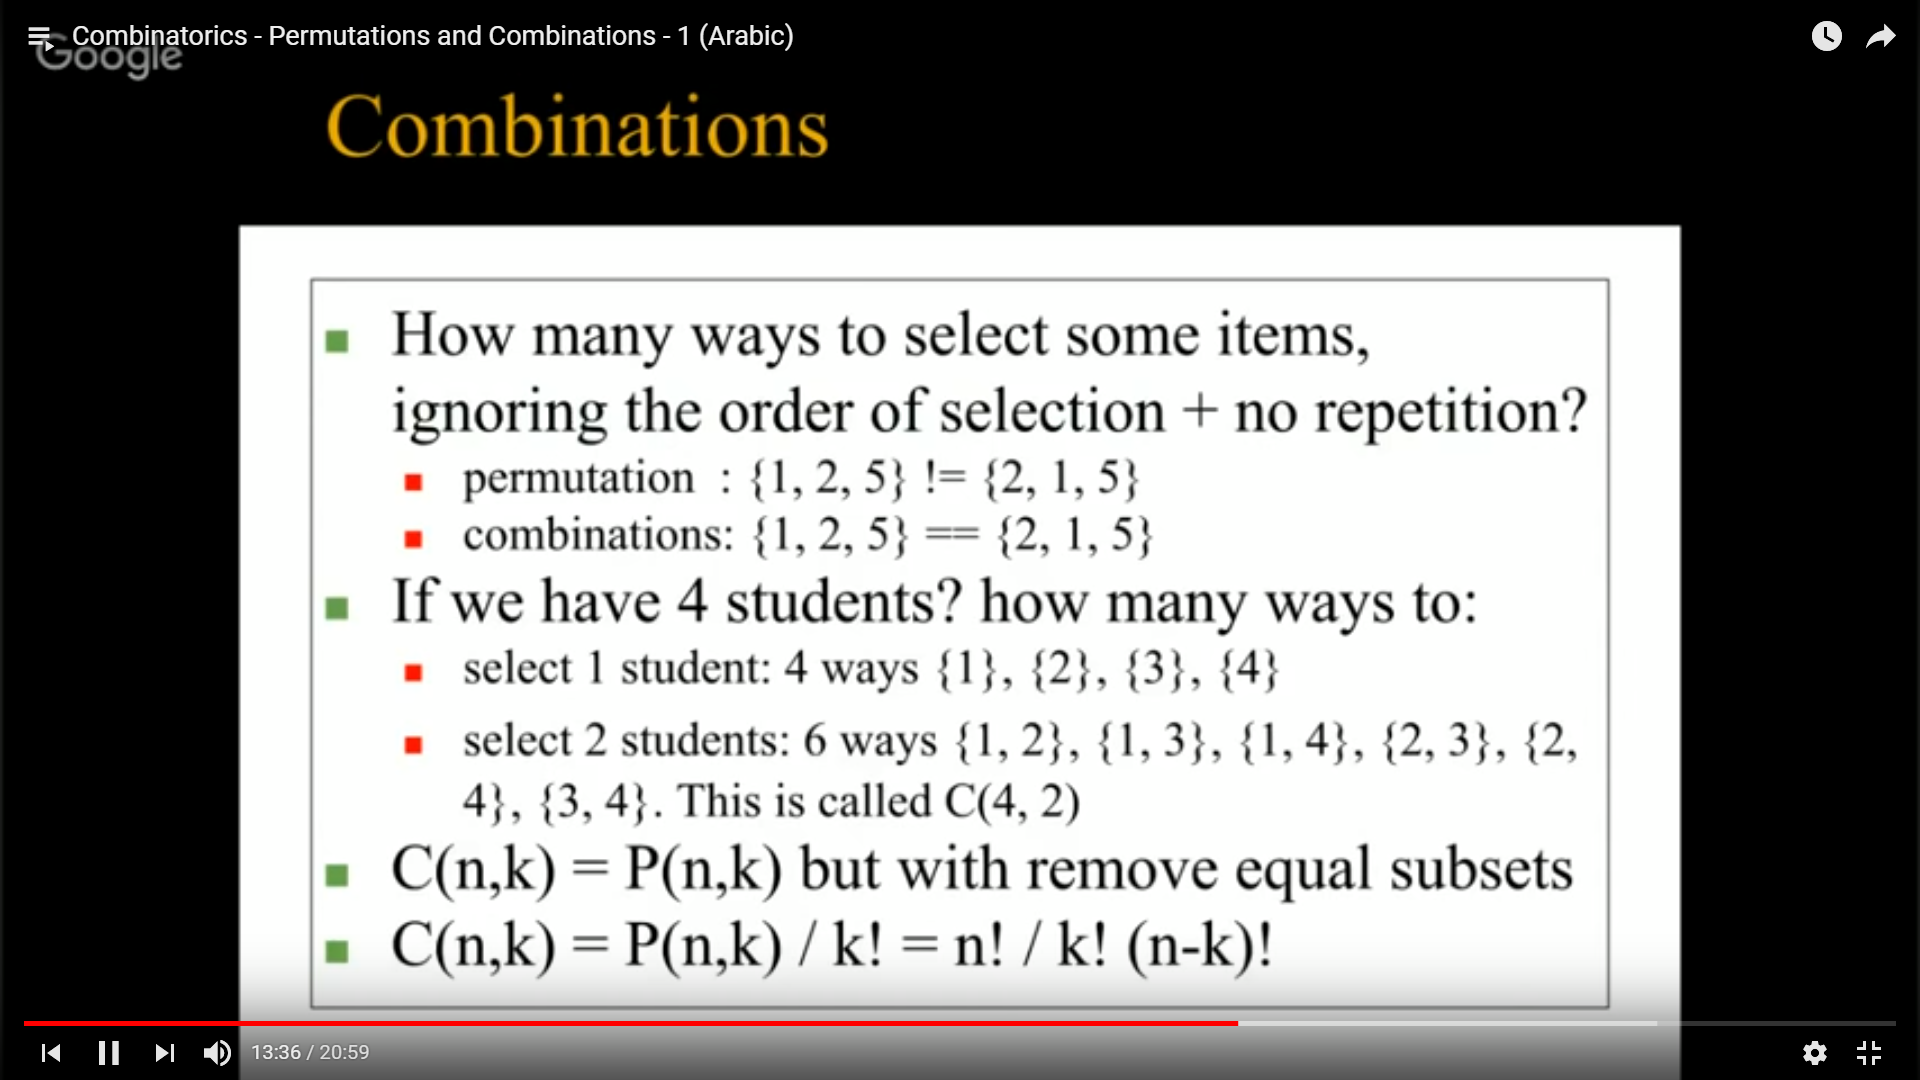 Combinatorics - Permutations and Combinations - 1 (Arabic)
Google
Combinations
How many ways to select some items,
ignoring the order of selection + no repetition?
permutation : {1, 2, 5} != {2, 1, 5}
combinations: {1, 2, 5} == {2, 1, 5}
If we have 4 students? how many ways to:
select 1 student: 4 ways {1}, {2}, {3}, {4}
select 2 students: 6 ways {1, 2}, {1, 3}, {1, 4}, {2, 3}, {2,
4}, {3, 4}. This is called C(4, 2)
C(n,k) = P(n,k) but with remove equal subsets
C(n,k) = P(n,k) / k! = n! / k! (n-k)!
13:36 / 20:59